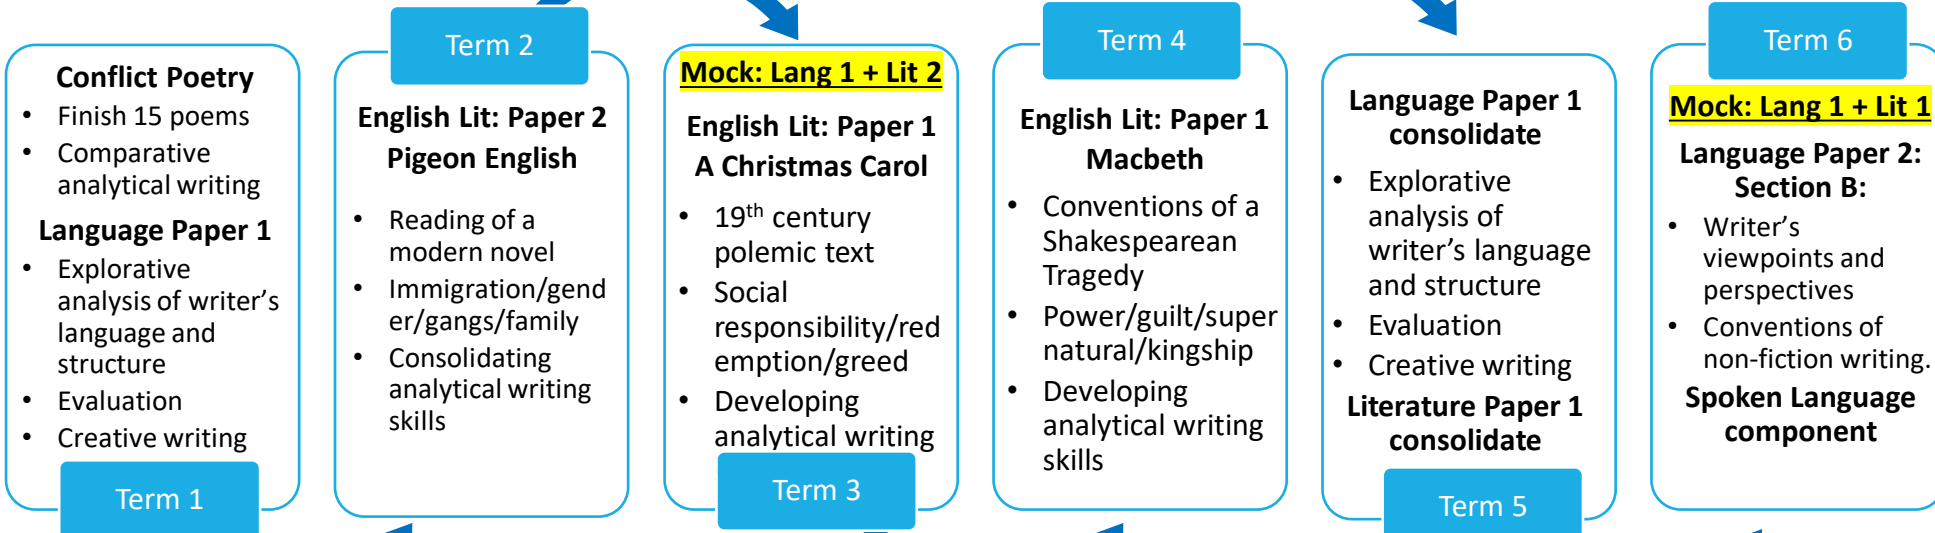 Conflict Poetry
• Finish 15 poems
• Comparative
analytical writing
Language Paper 1
• Explorative
analysis of writer’s
language and
structure
• Evaluation
• Creative writing
Term 1
Term 2
English Lit: Paper 2
Pigeon English
• Reading of a
modern novel
• Immigration/gend
er/gangs/family
• Consolidating
analytical writing
skills
Mock: Lang 1 + Lit 2
English Lit: Paper 1
A Christmas Carol
• 19th century
polemic text
• Social
responsibility/red
emption/greed
• Developing
analytical writing
Term 3
Term 4
English Lit: Paper 1
Macbeth
• Conventions of a
Shakespearean
Tragedy
• Power/guilt/super
natural/kingship
• Developing
analytical writing
skills
Language Paper 1
consolidate
• Explorative
analysis of
writer’s language
and structure
• Evaluation
• Creative writing
Literature Paper 1
consolidate
Term 5
Term 6
Mock: Lang 1 + Lit 1
Language Paper 2:
Section B:
• Writer’s
viewpoints and
perspectives
• Conventions of
non-fiction writing.
Spoken Language
component